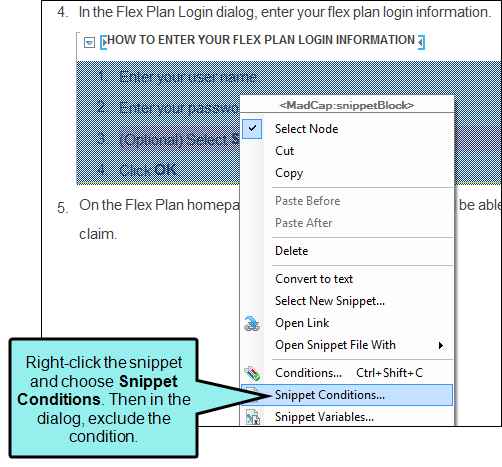 4. In the Flex Plan Login dialog, enter your flex plan login information.
HOW TO ENTER YOUR FLEX PLAN LOGIN INFORMATION
1. Enter your user name
2. Enter your passwo
3. (Optional) Select S
4. Click OK
5. On the Flex Plan homepa be able
claim.
<MadCap:snippetBlock>
Select Node
Cut
Copy
Paste Before
Paste After
Delete
Convert to text
Select New Snippet...
Open Link
Open Snippet File With
Conditions... Ctrl+Shift+C
Snippet Conditions...
Snippet Variables...
Right-click the snippet
and choose Snippet
Conditions. Then in the
dialog, exclude the
condition.